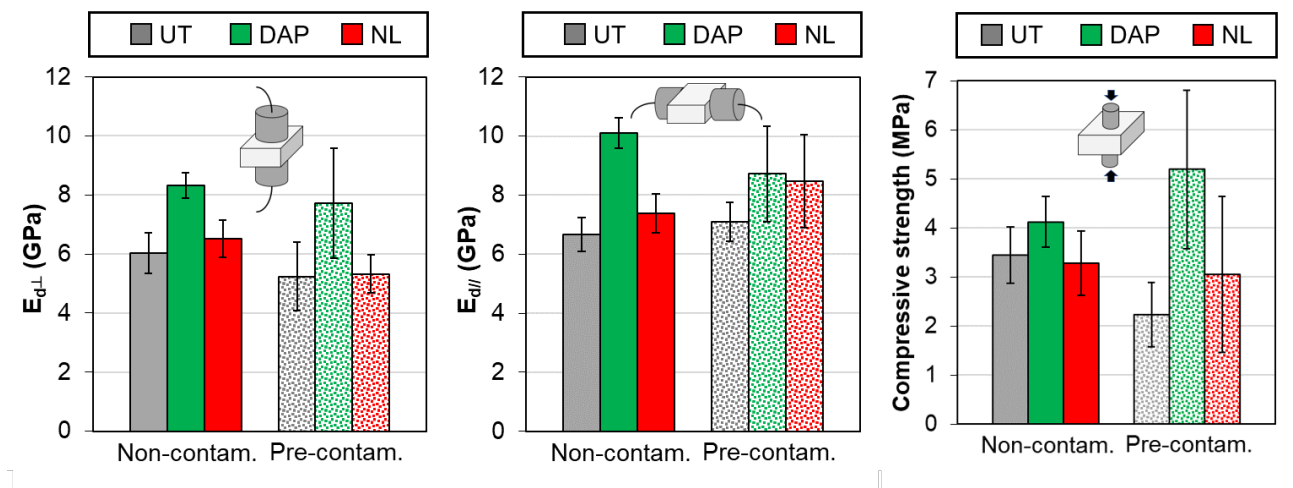 UT DAP NL
E_d⊥ (GPa)
12
10
8
6
4
2
0
Non-contam. Pre-contam.
UT DAP NL
E_d// (GPa)
12
10
8
6
4
2
0
Non-contam. Pre-contam.
UT DAP NL
Compressive strength (MPa)
7
6
5
4
3
2
1
0
Non-contam. Pre-contam.